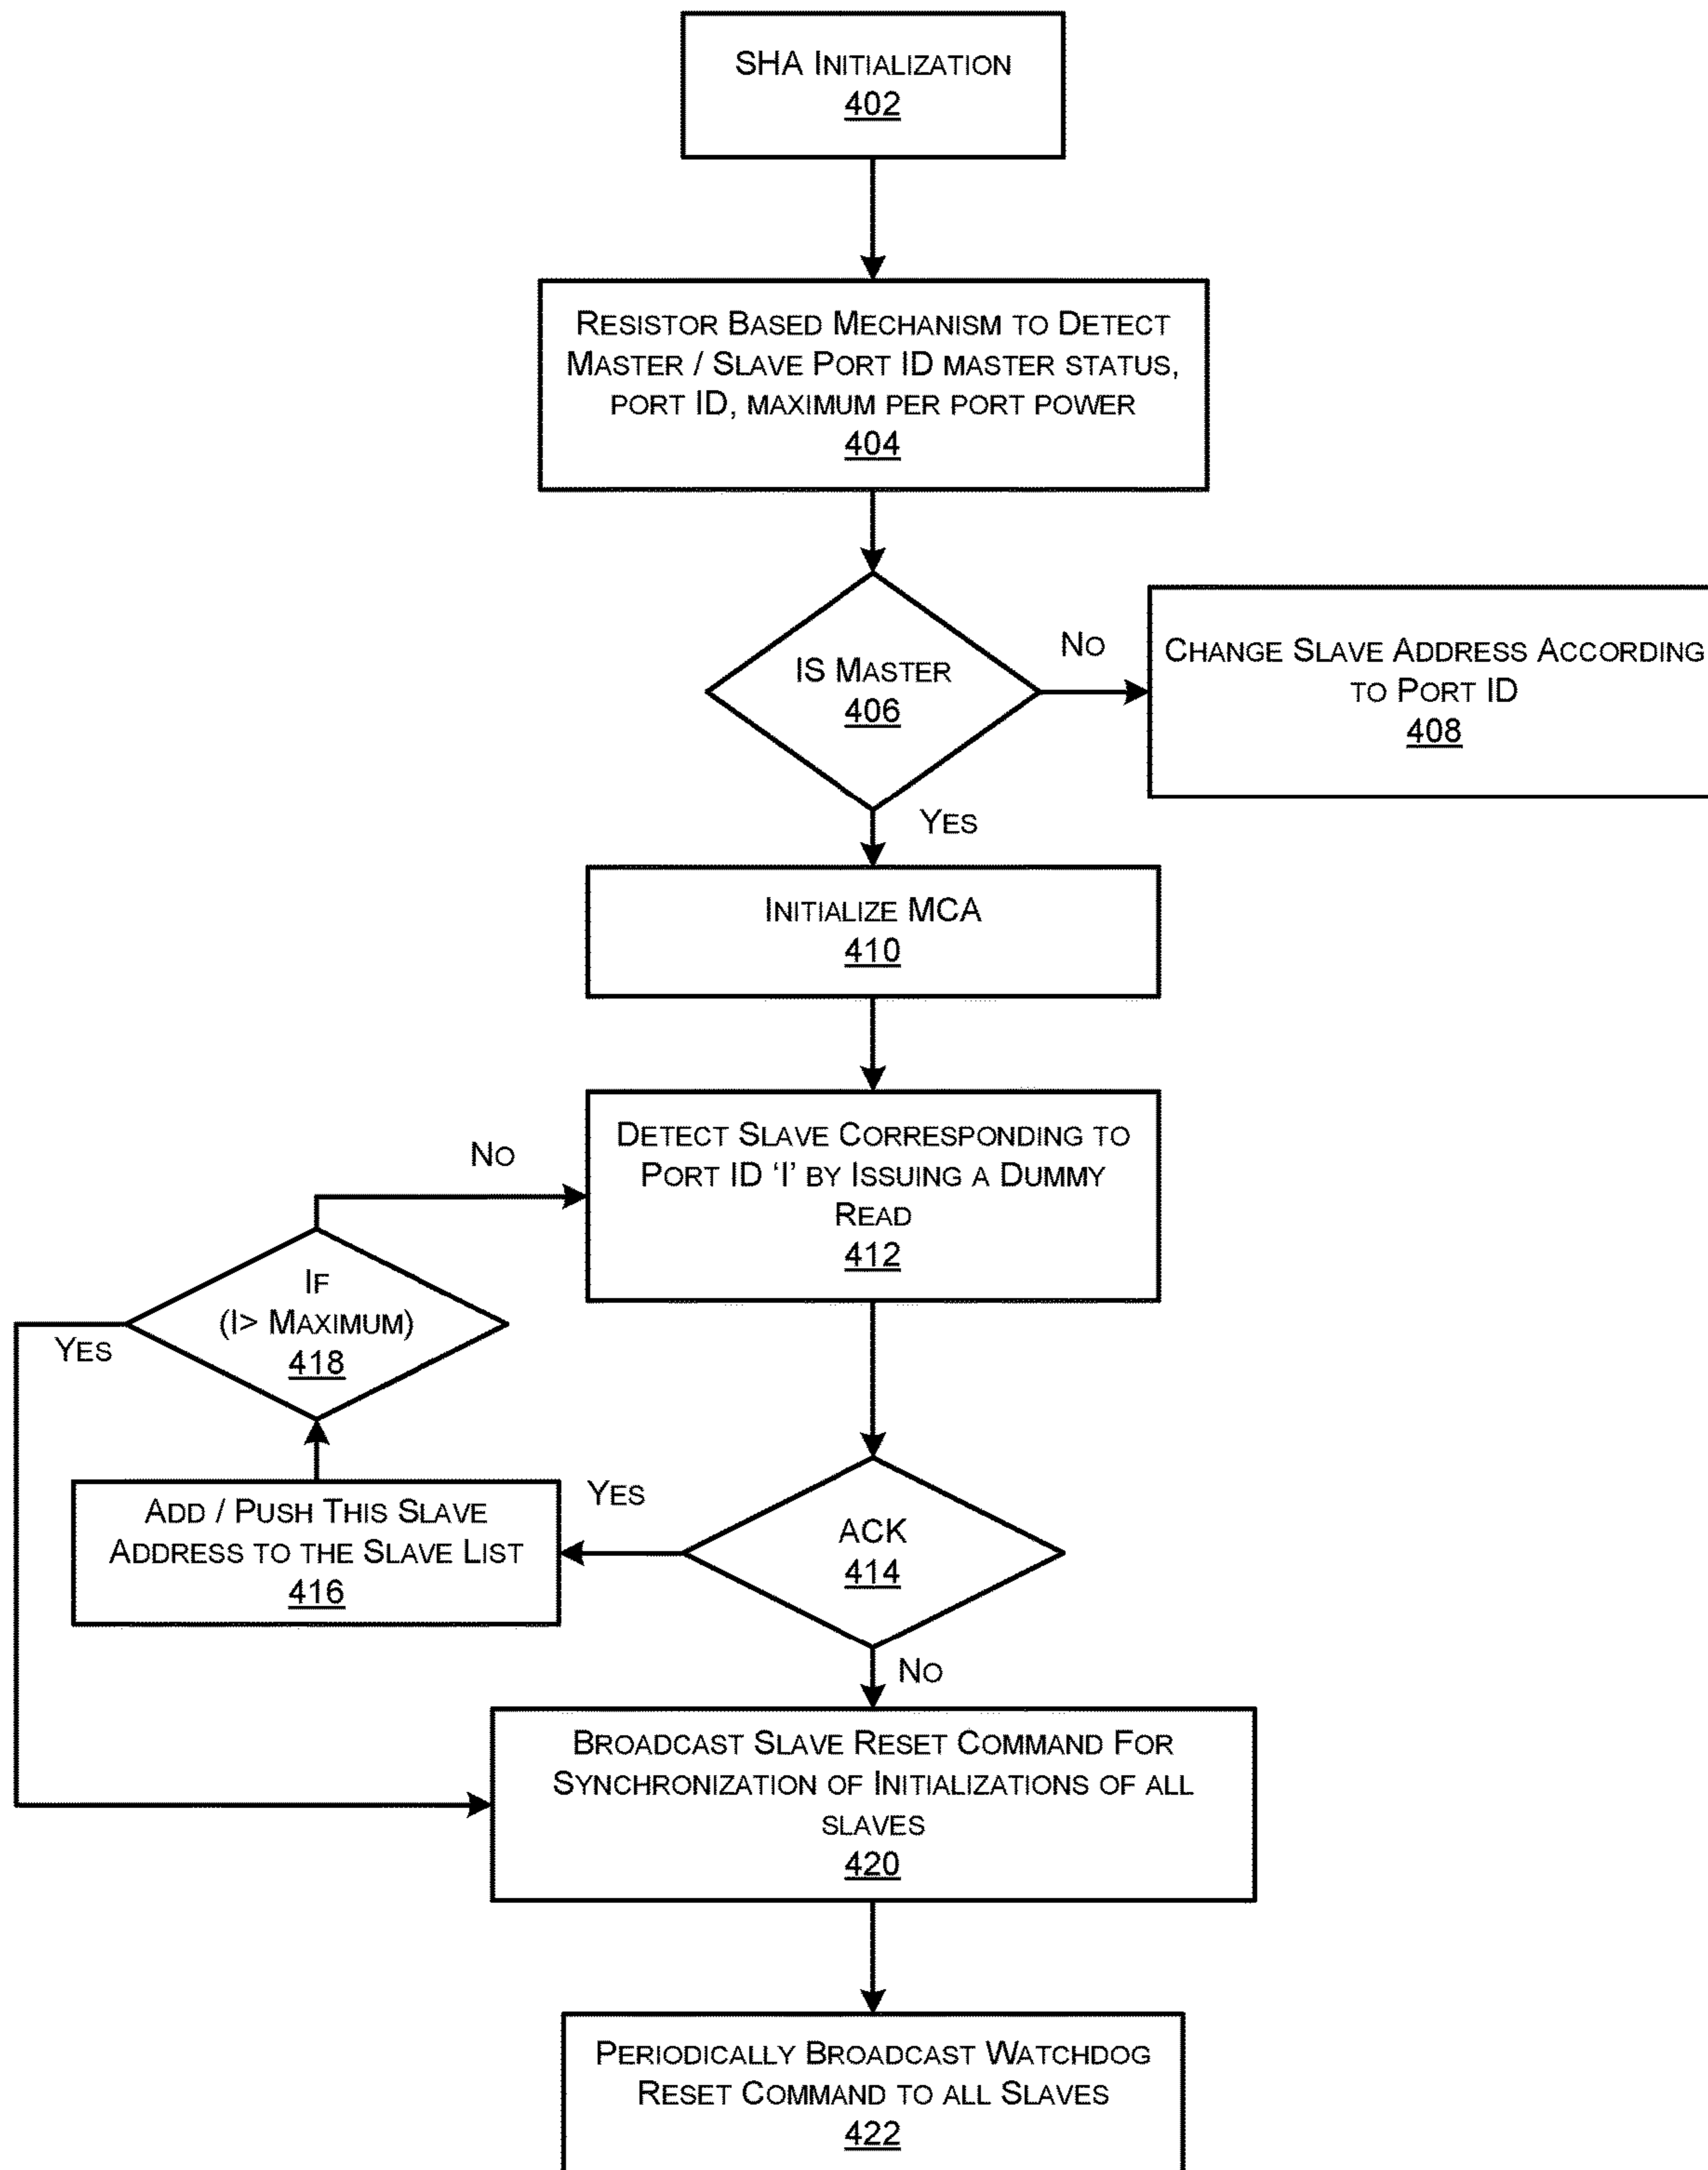 SHA INITIALIZATION
402
RESISTOR BASED MECHANISM TO DETECT
MASTER / SLAVE PORT ID MASTER STATUS,
PORT ID, MAXIMUM PER PORT POWER
404
IS MASTER
406
NO
CHANGE SLAVE ADDRESS ACCORDING
TO PORT ID
408
YES
INITIALIZE MCA
410
DETECT SLAVE CORRESPONDING TO
PORT ID ‘I’ BY ISSUING A DUMMY
READ
412
NO
IF
(I> MAXIMUM)
418
YES
ADD / PUSH THIS SLAVE
ADDRESS TO THE SLAVE LIST
416
YES
ACK
414
NO
BROADCAST SLAVE RESET COMMAND FOR
SYNCHRONIZATION OF INITIALIZATIONS OF ALL
SLAVES
420
PERIODICALLY BROADCAST WATCHDOG
RESET COMMAND TO ALL SLAVES
422